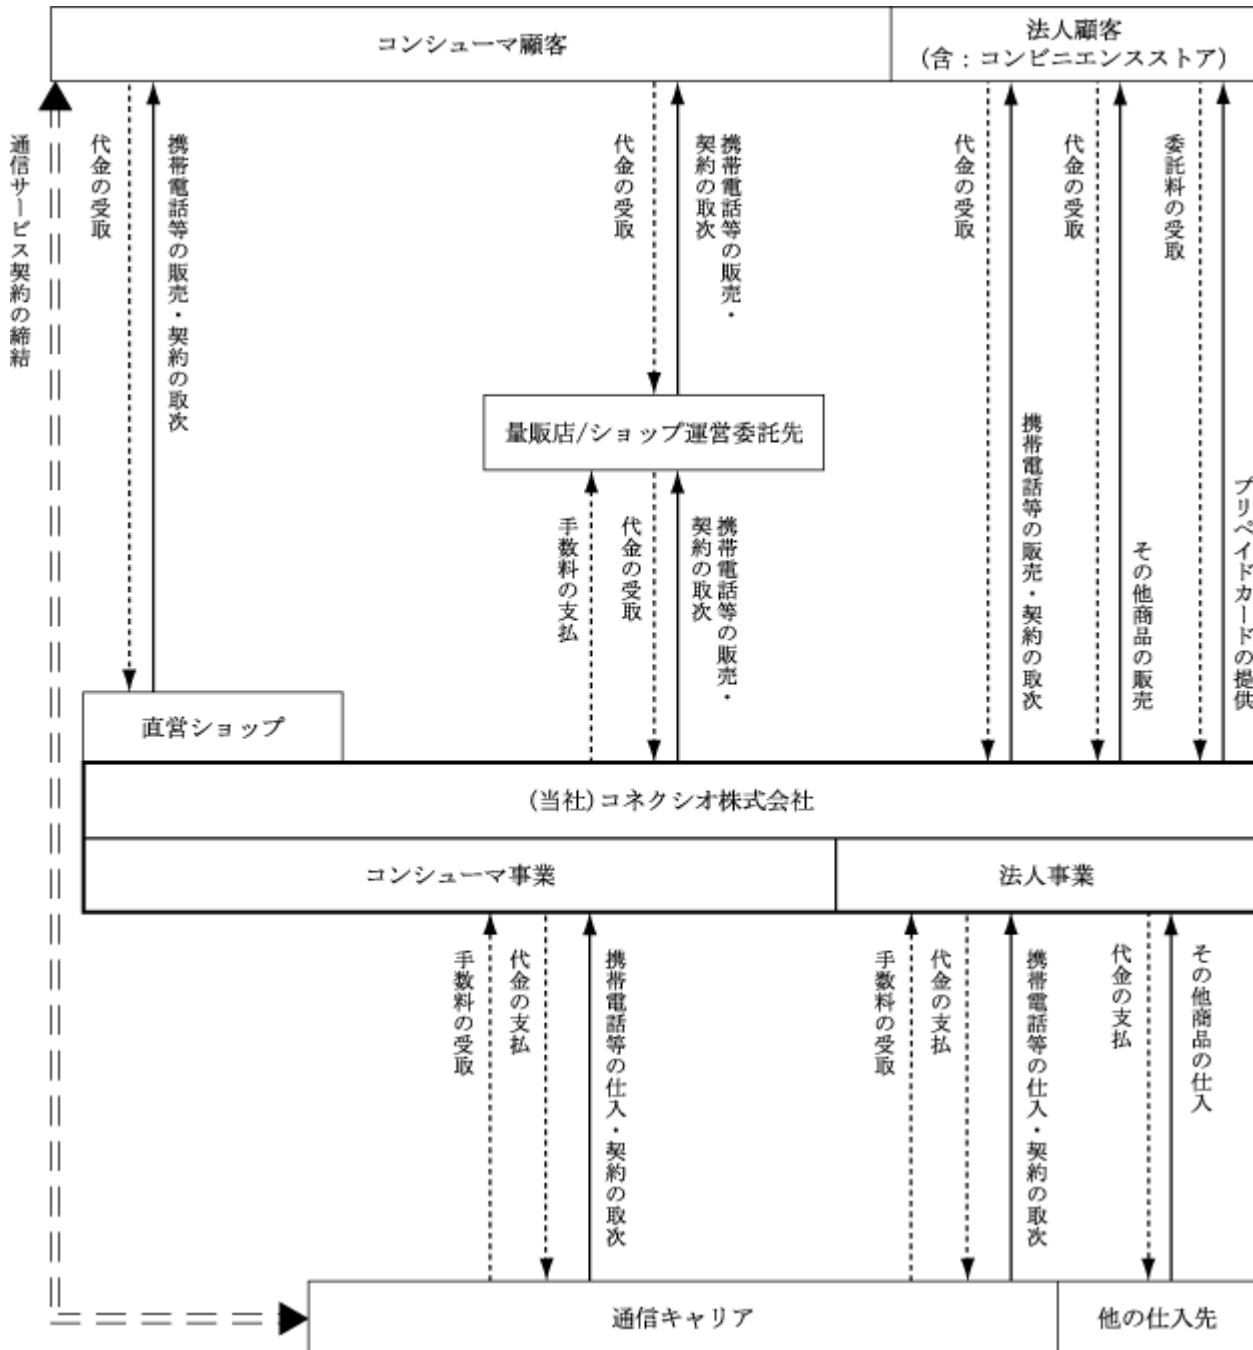 コンシューマ顧客
法人顧客
(含：コンビニエンスストア)
通信サービス契約の締結
代金の受取
携帯電話等の販売・契約の取次
代金の受取
携帯電話等の販売・
契約の取次
代金の受取
携帯電話等の販売・契約の取次
代金の受取
その他商品の販売
委託料の受取
プリペイドカードの提供
量販店/ショップ運営委託先
手数料の支払
代金の受取
携帯電話等の販売・
契約の取次
直営ショップ
(当社)コネクシオ株式会社
コンシューマ事業
法人事業
手数料の受取
代金の支払
携帯電話等の仕入・契約の取次
手数料の受取
代金の支払
携帯電話等の仕入・契約の取次
代金の支払
その他商品の仕入
通信キャリア
他の仕入先